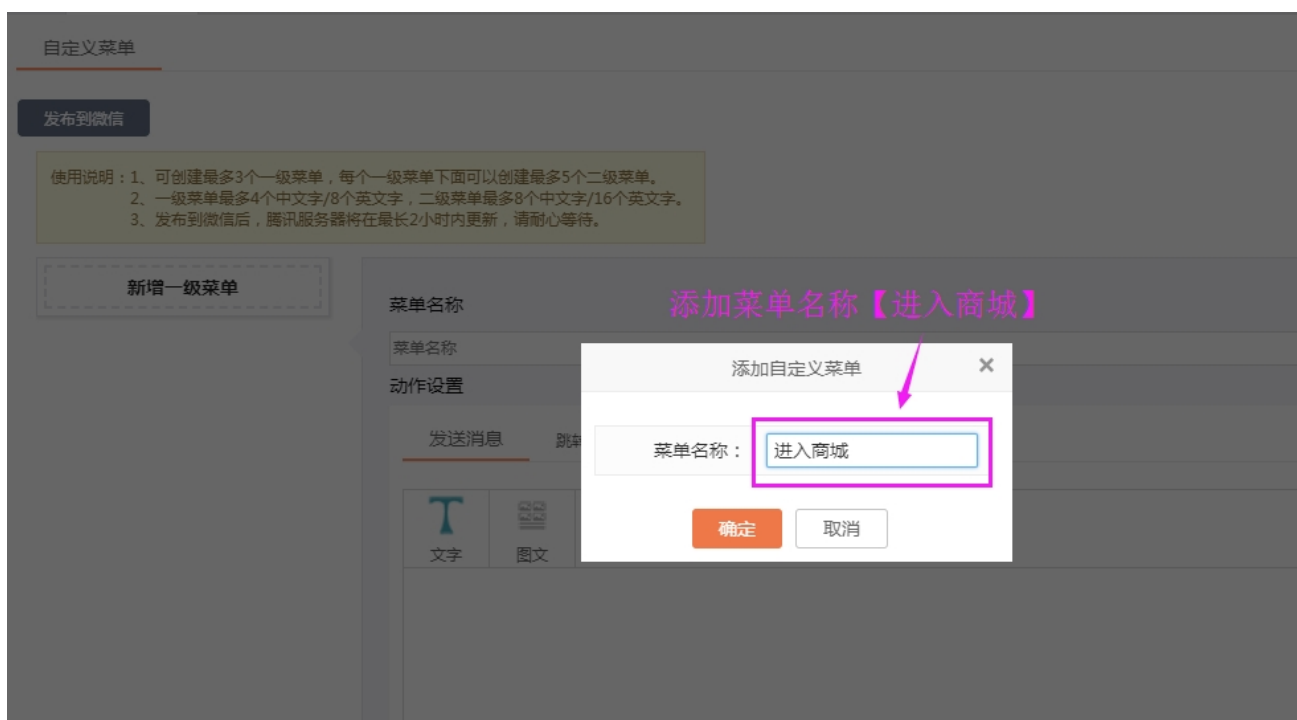 自定义菜单
发布到微信
使用说明：1、可创建最多3个一级菜单，每个一级菜单下面可以创建最多5个二级菜单。
2、一级菜单最多4个中文字/8个英文字，二级菜单最多8个中文字/16个英文字。
3、发布到微信后，腾讯服务器将在最长2小时内更新，请耐心等待。
新增一级菜单
菜单名称
添加菜单名称【进入商城】
菜单名称
添加自定义菜单
×
动作设置
发送消息
菜单名称：
进入商城
确定
取消
文字
图文